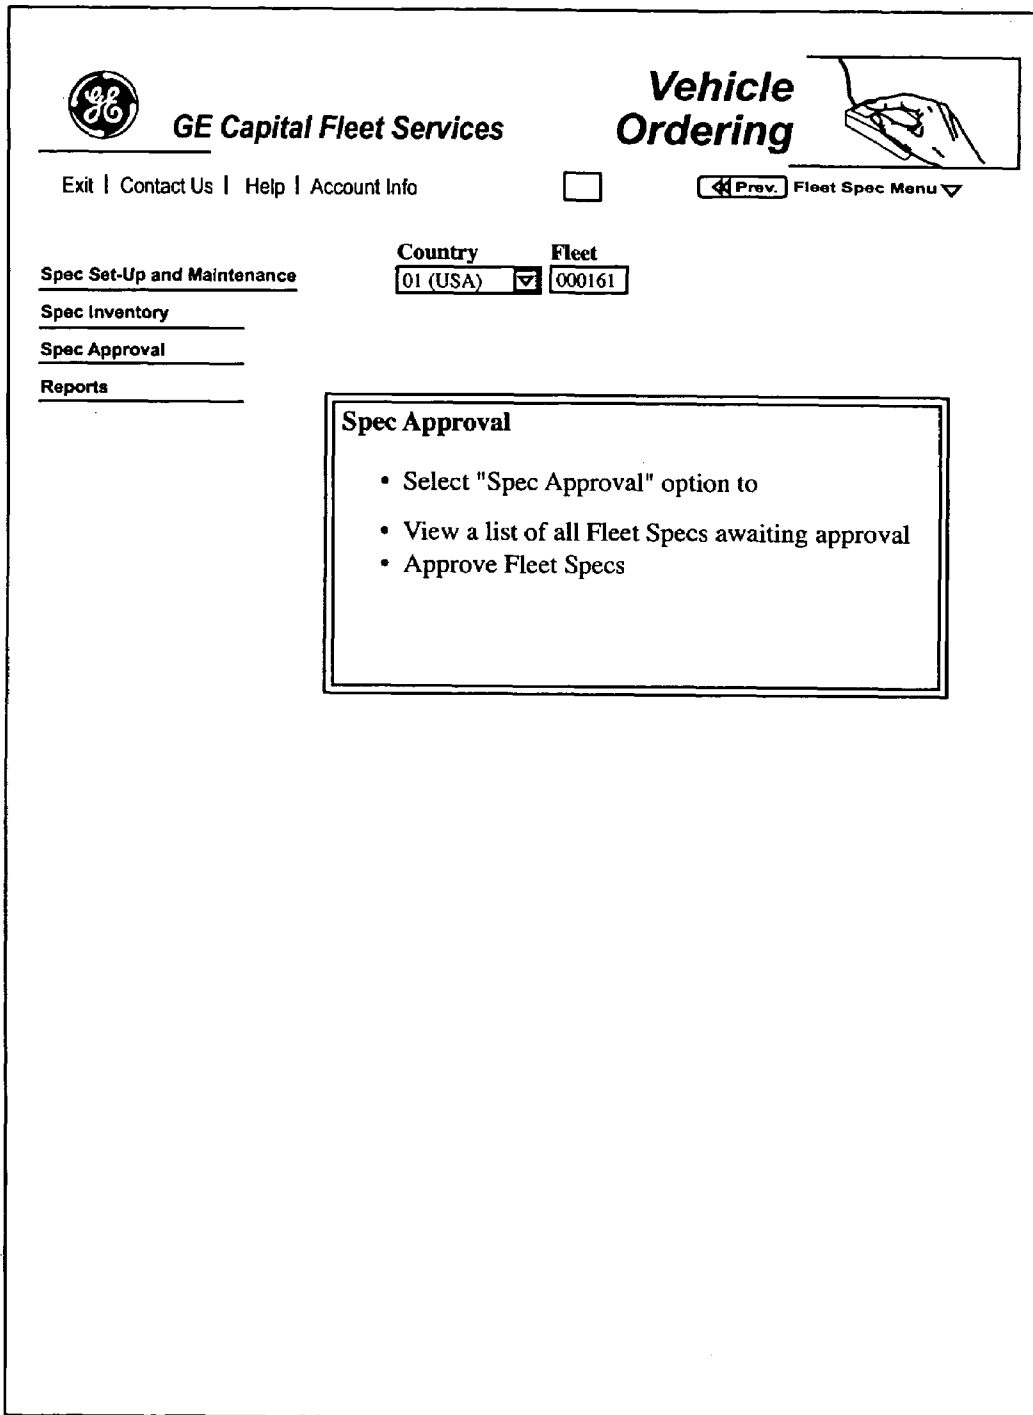 GE
GE Capital Fleet Services
Vehicle
Ordering
Exit | Contact Us | Help | Account Info
Prev. Fleet Spec Menu
Country Fleet
01 (USA) 000161
Spec Set-Up and Maintenance
Spec Inventory
Spec Approval
Reports
Spec Approval
• Select "Spec Approval" option to
• View a list of all Fleet Specs awaiting approval
• Approve Fleet Specs